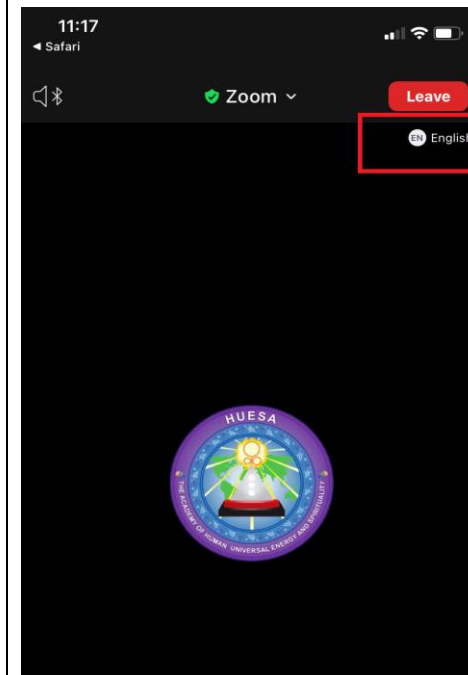 11:17
◄ Safari
Zoom
Leave
EN English
HUESA
THE ACADEMY OF HUMAN UNIVERSAL ENERGY AND SPIRITUALITY